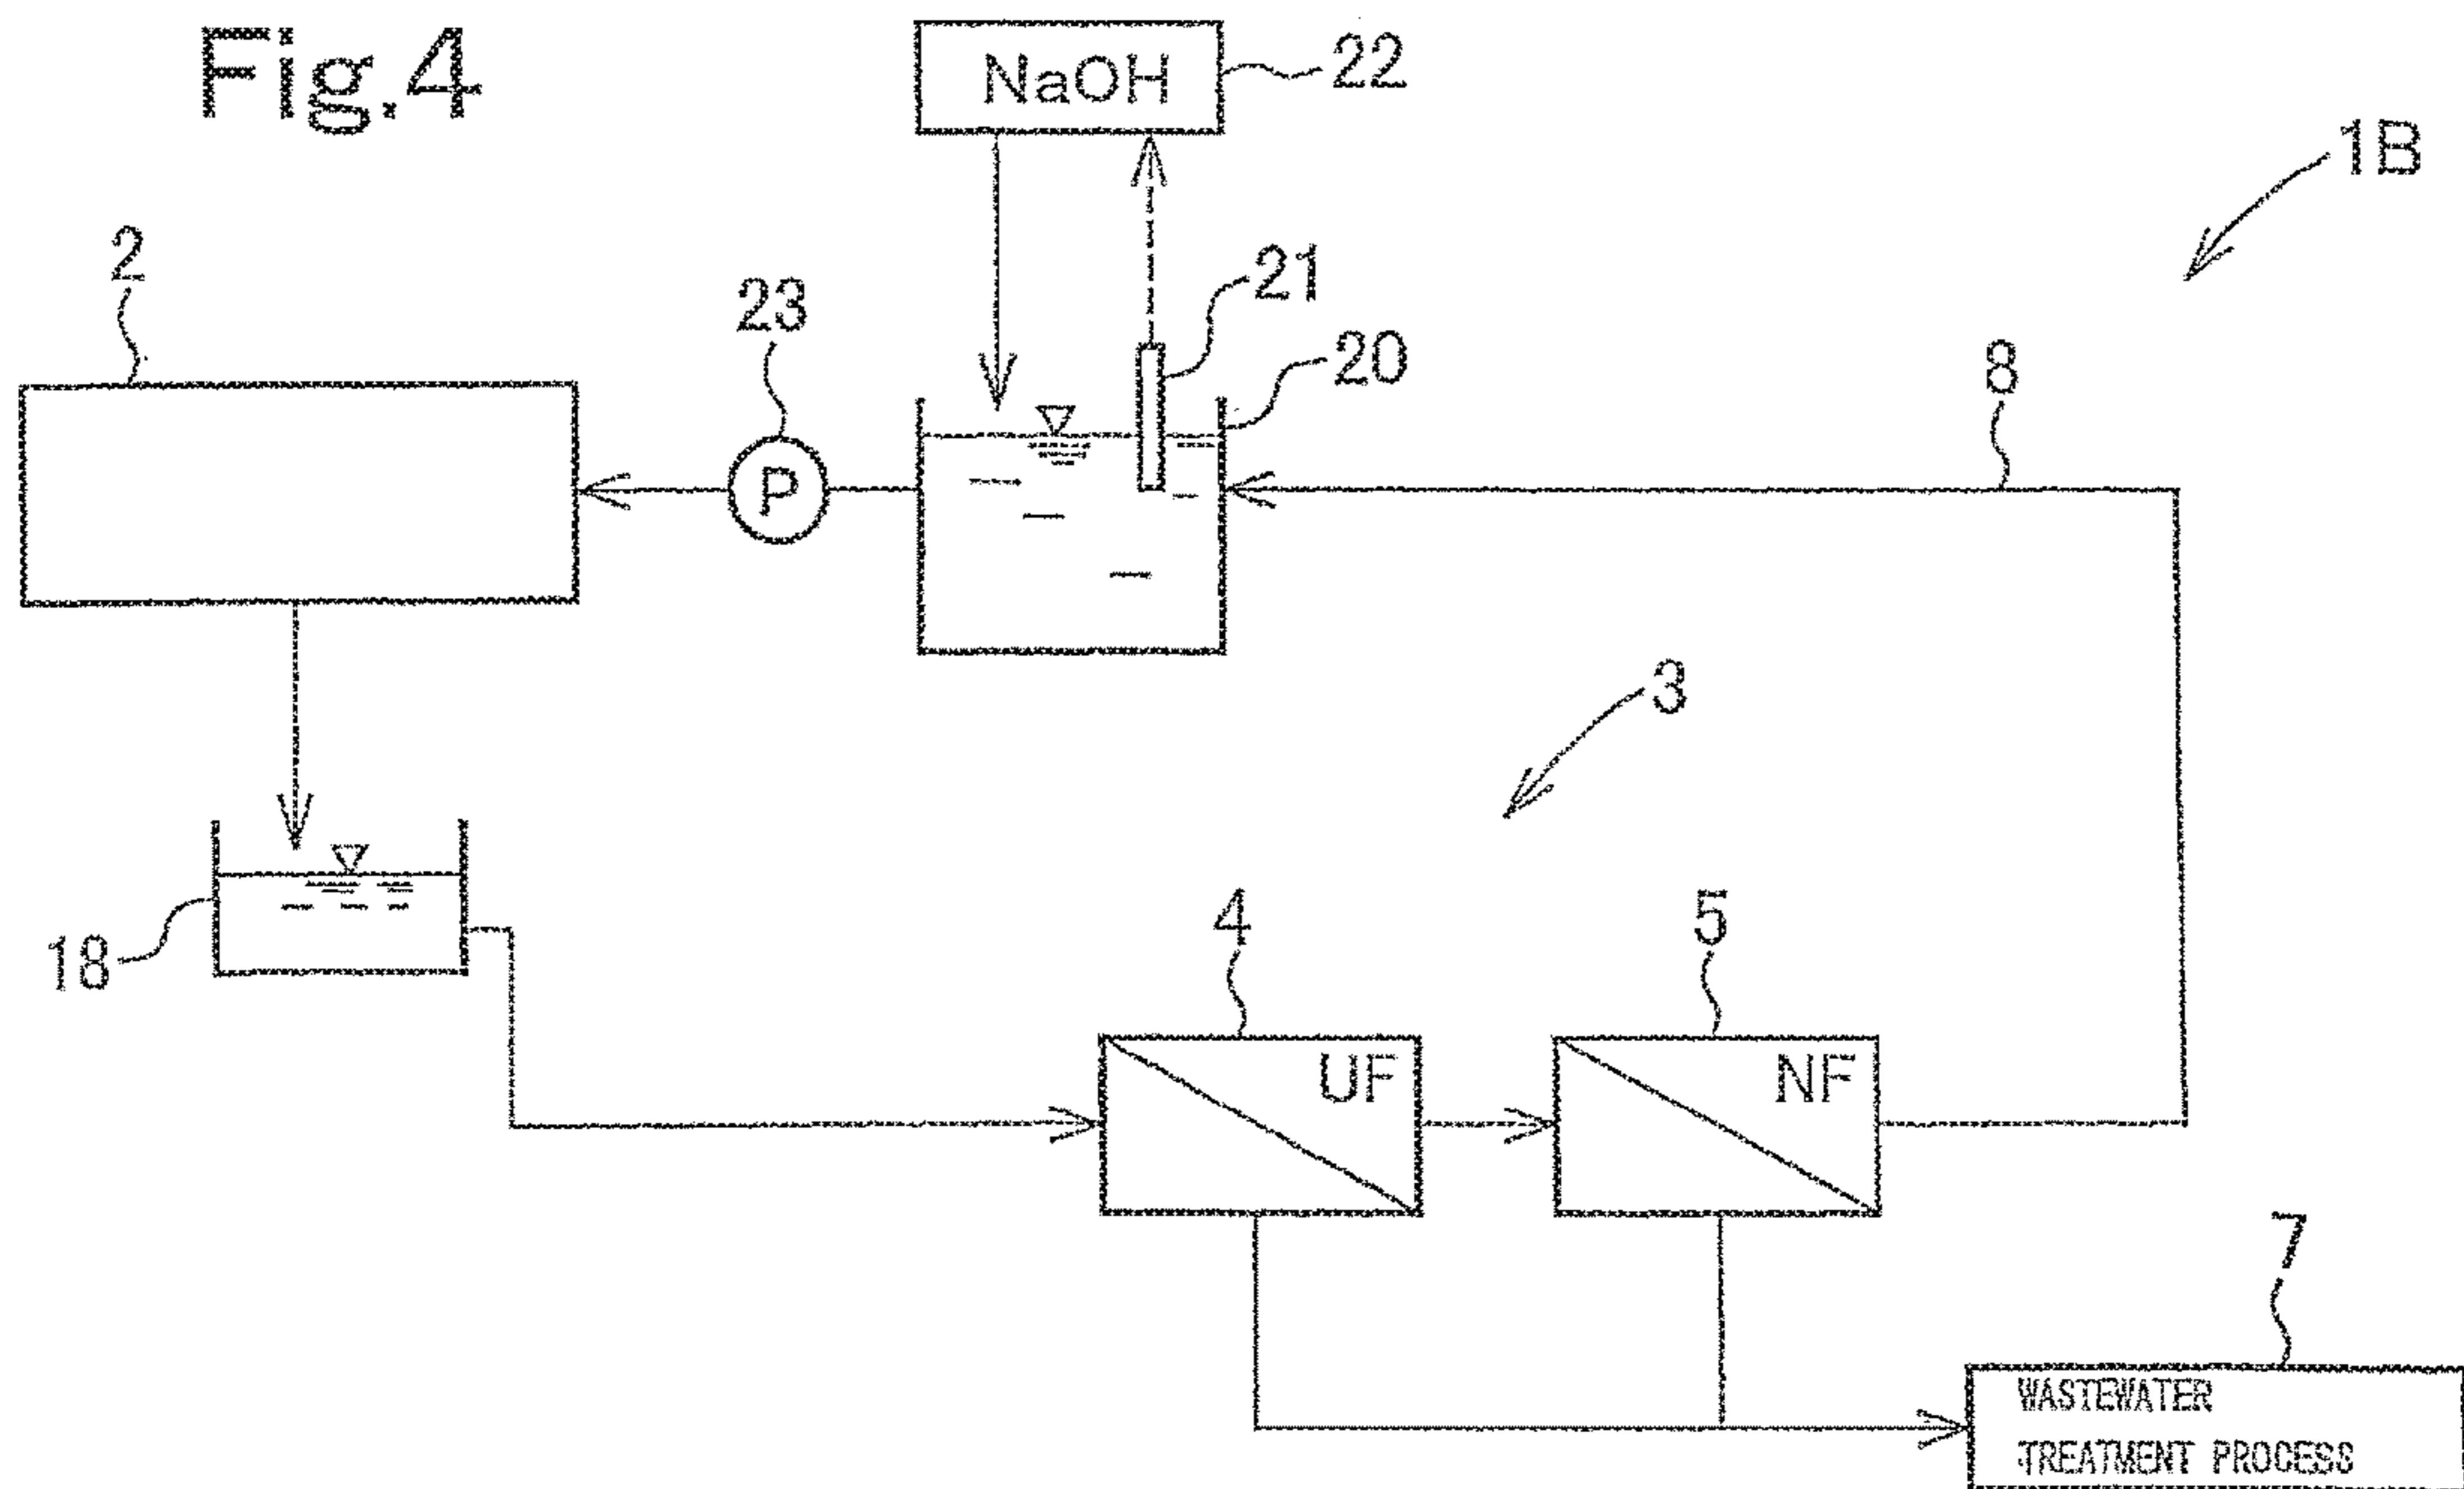 Fig.4
NaOH
22
1B
2
23
21
20
8
P
3
18
4
5
UF
NF
7
WASTEWATER
TREATMENT PROCESS